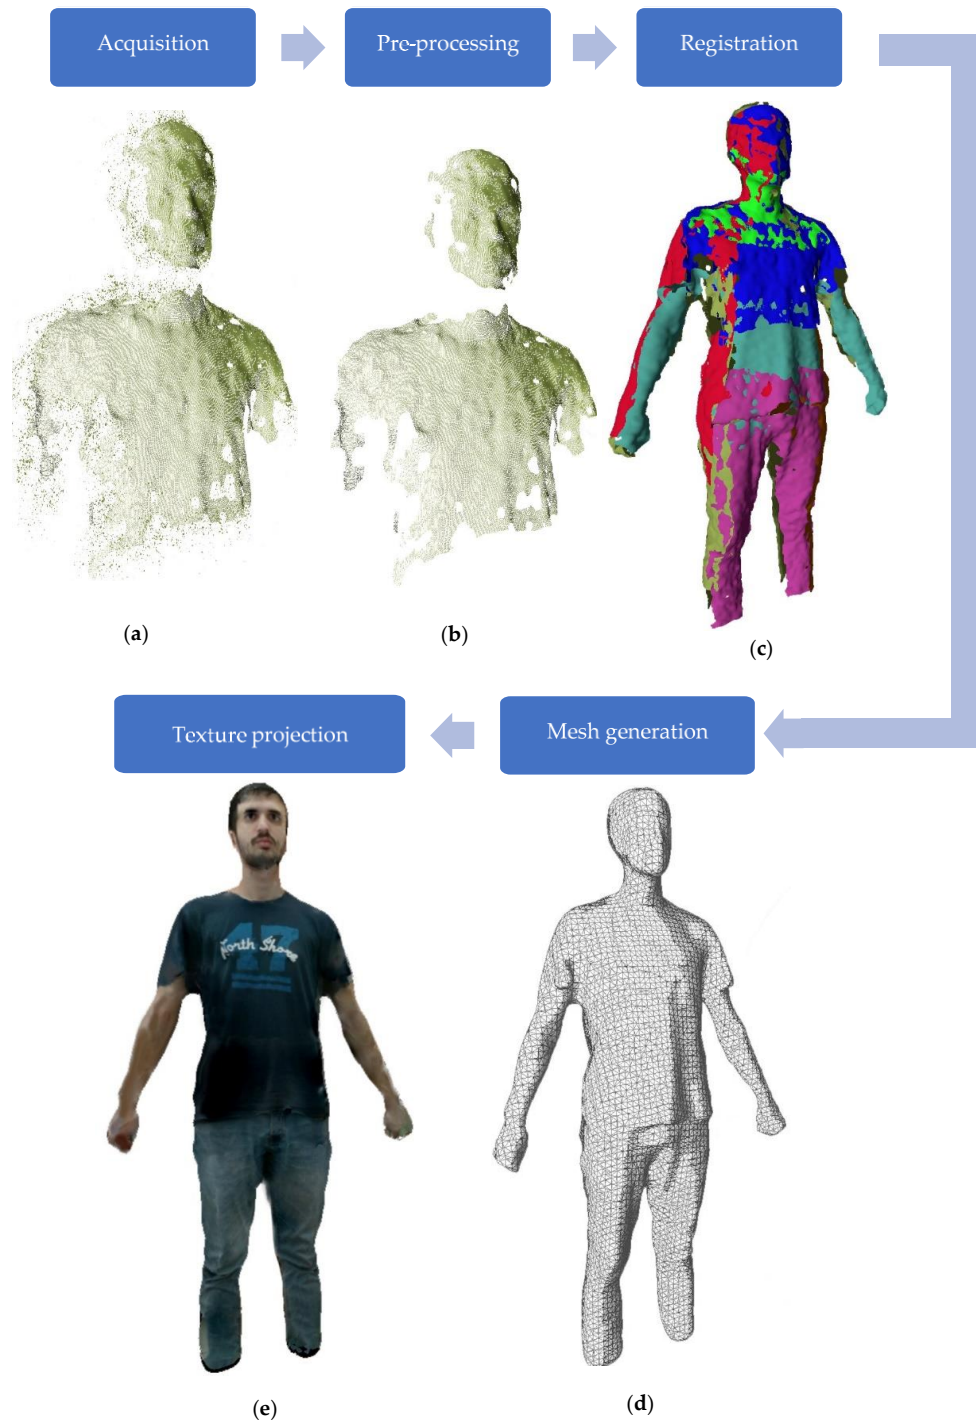 Acquisition
Pre-processing
Registration
(a)
(b)
(c)
Texture projection
Mesh generation
47
North Shore
(e)
(d)